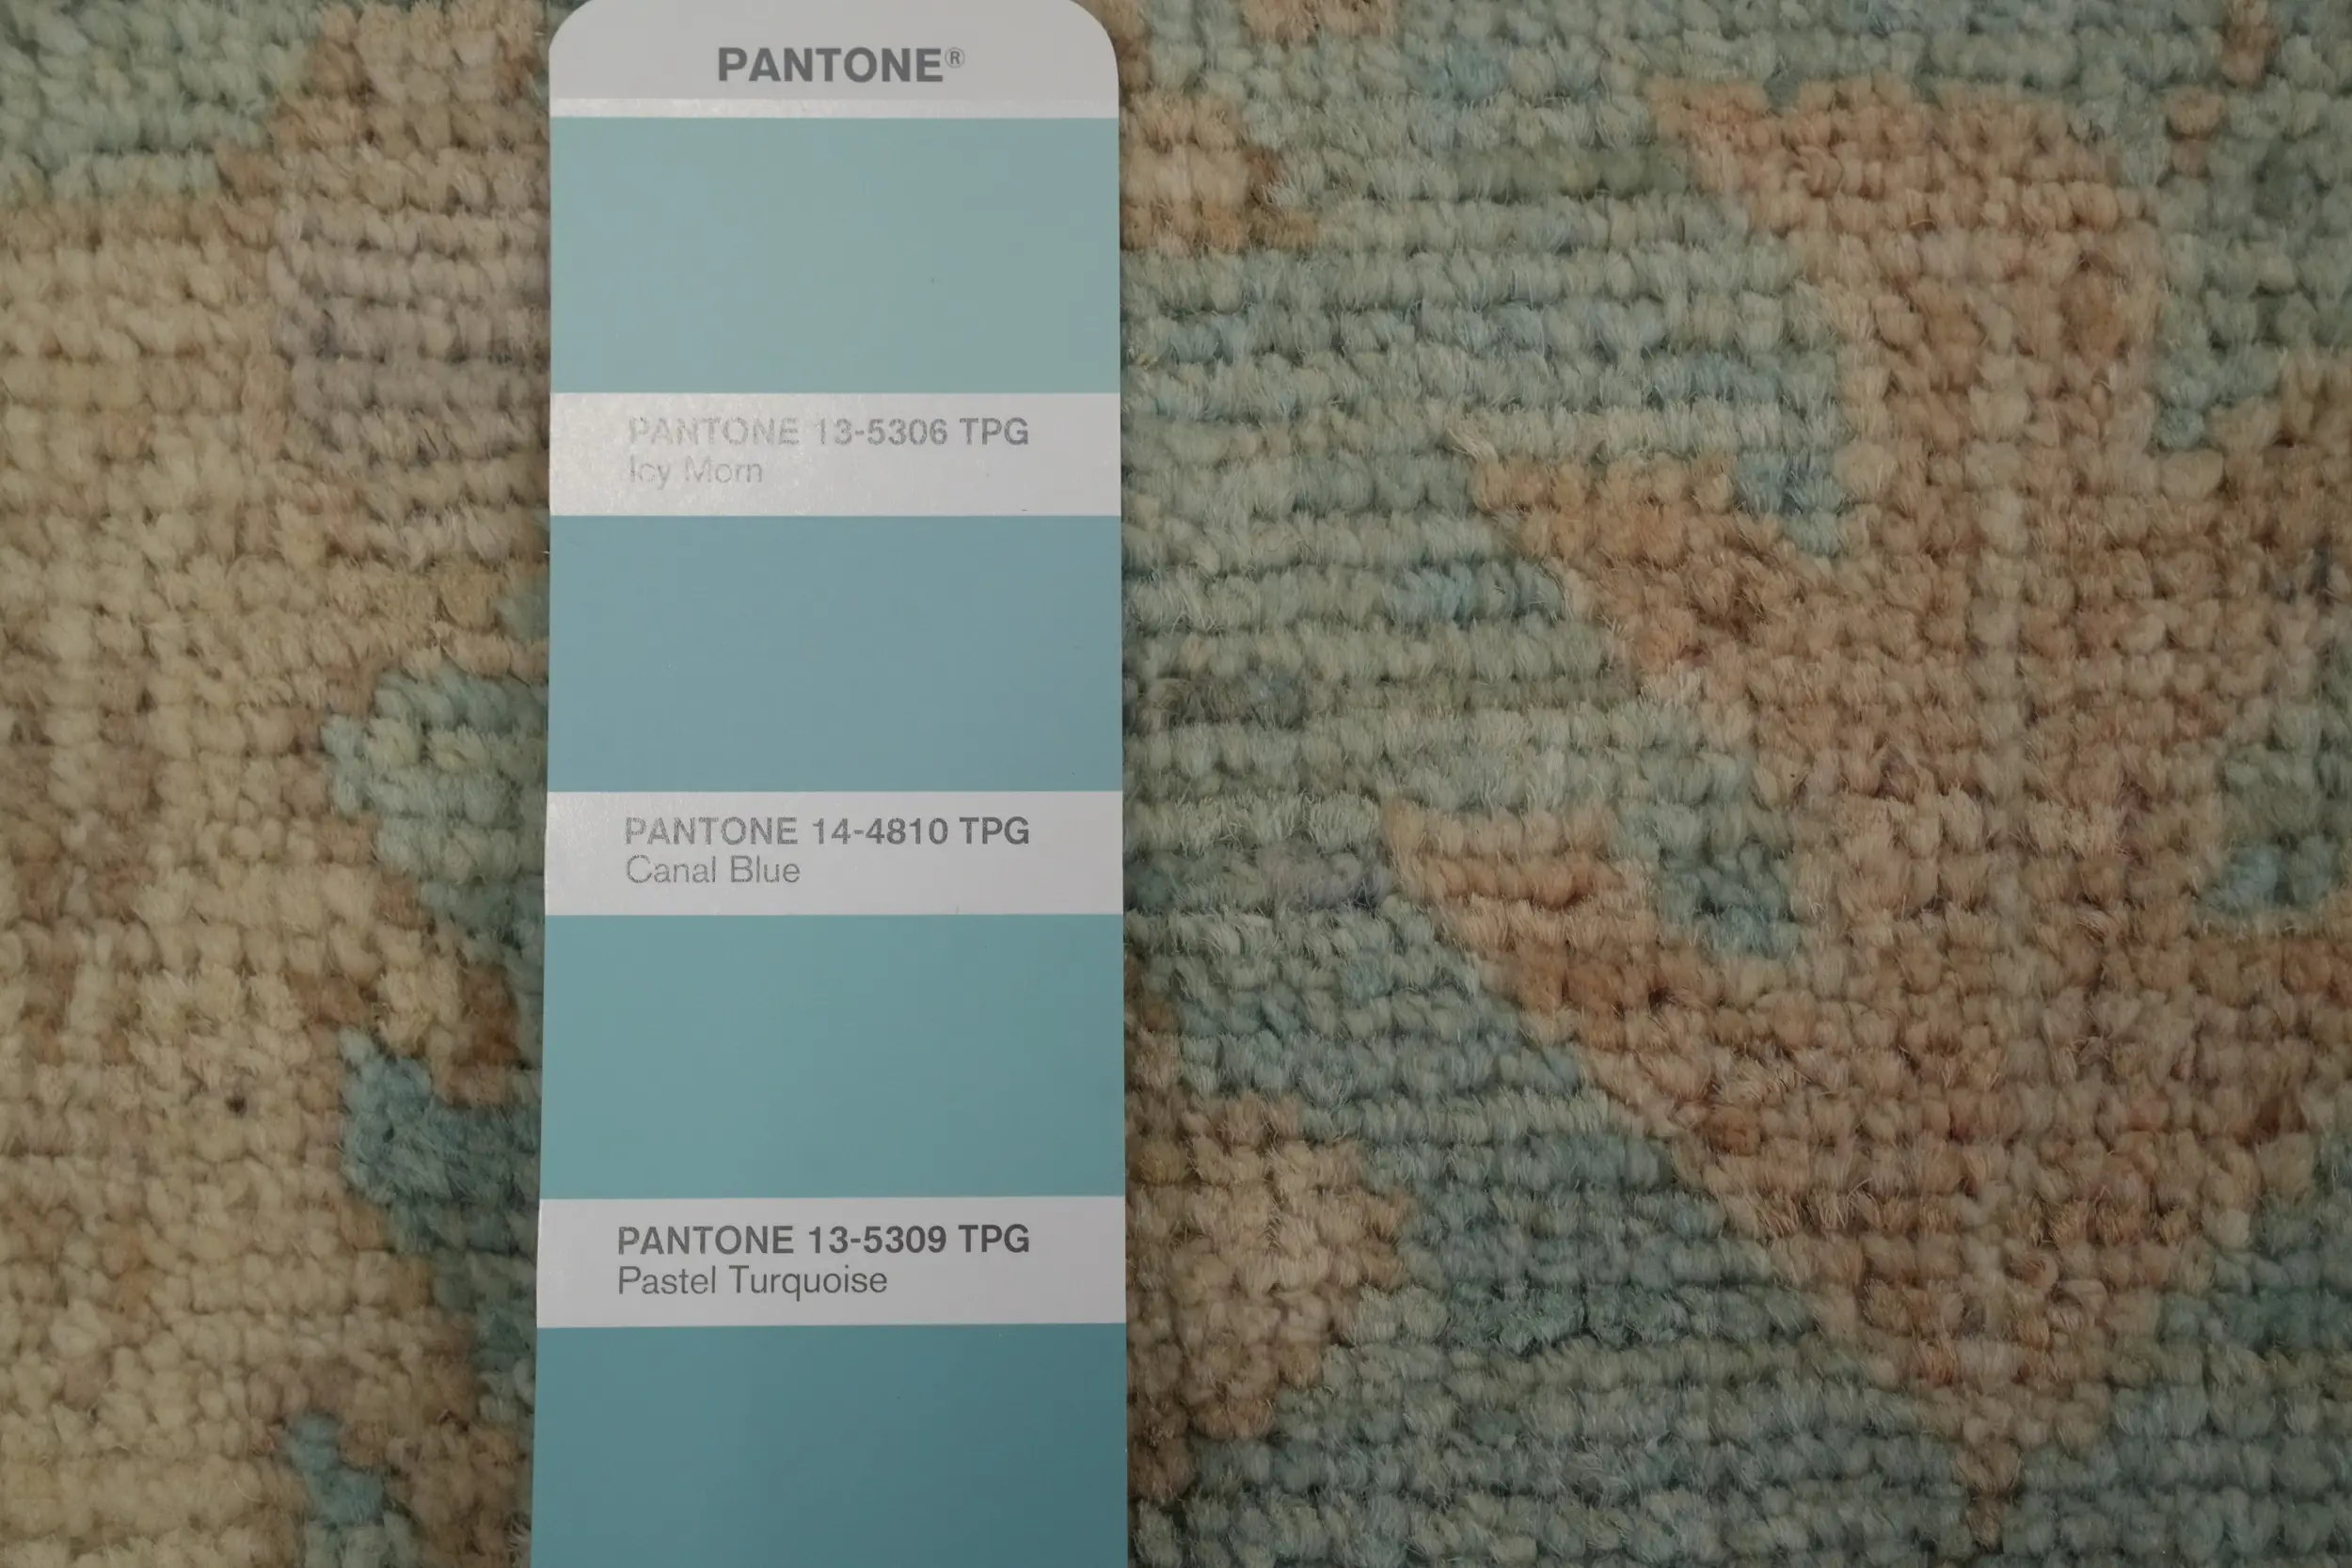 PANTONE®
PANTONE 13-5306 TPG
Icy Morn
PANTONE 14-4810 TPG
Canal Blue
PANTONE 13-5309 TPG
Pastel Turquoise